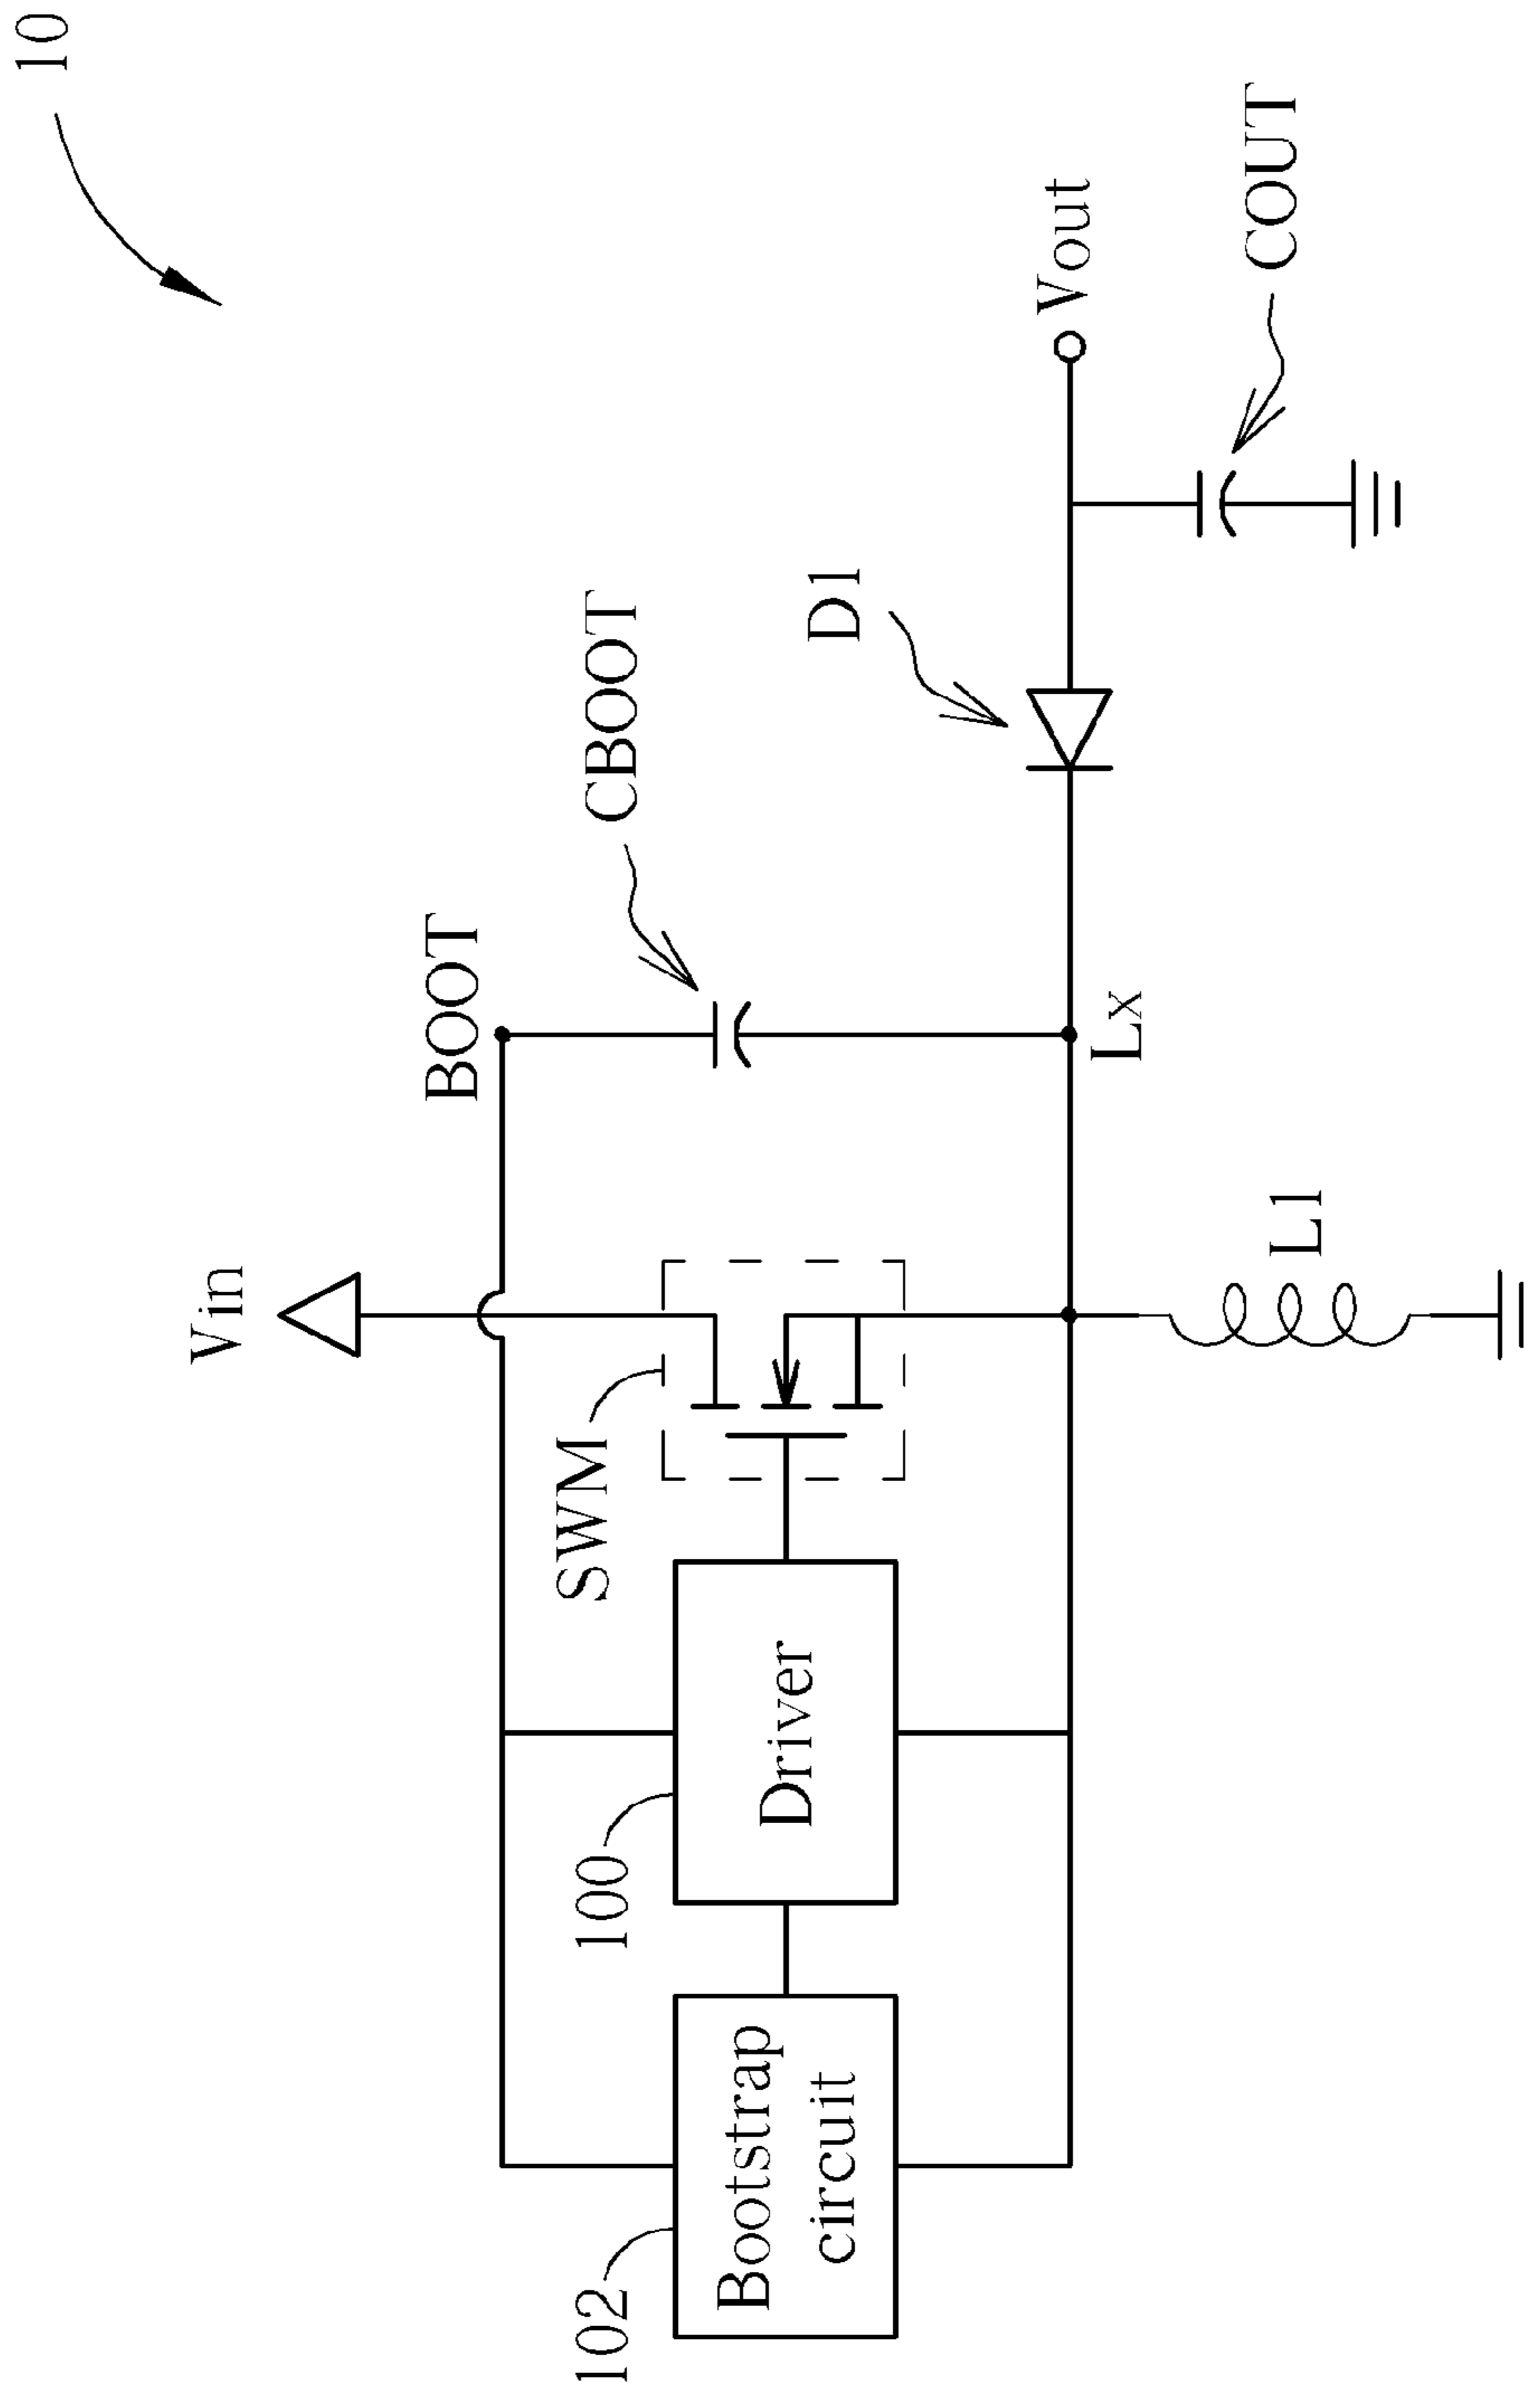 10
Vin
BOOT
CBOOT
SWM
D1
Vout
COUT
Lx
L1
100
Driver
102
Bootstrap
circuit